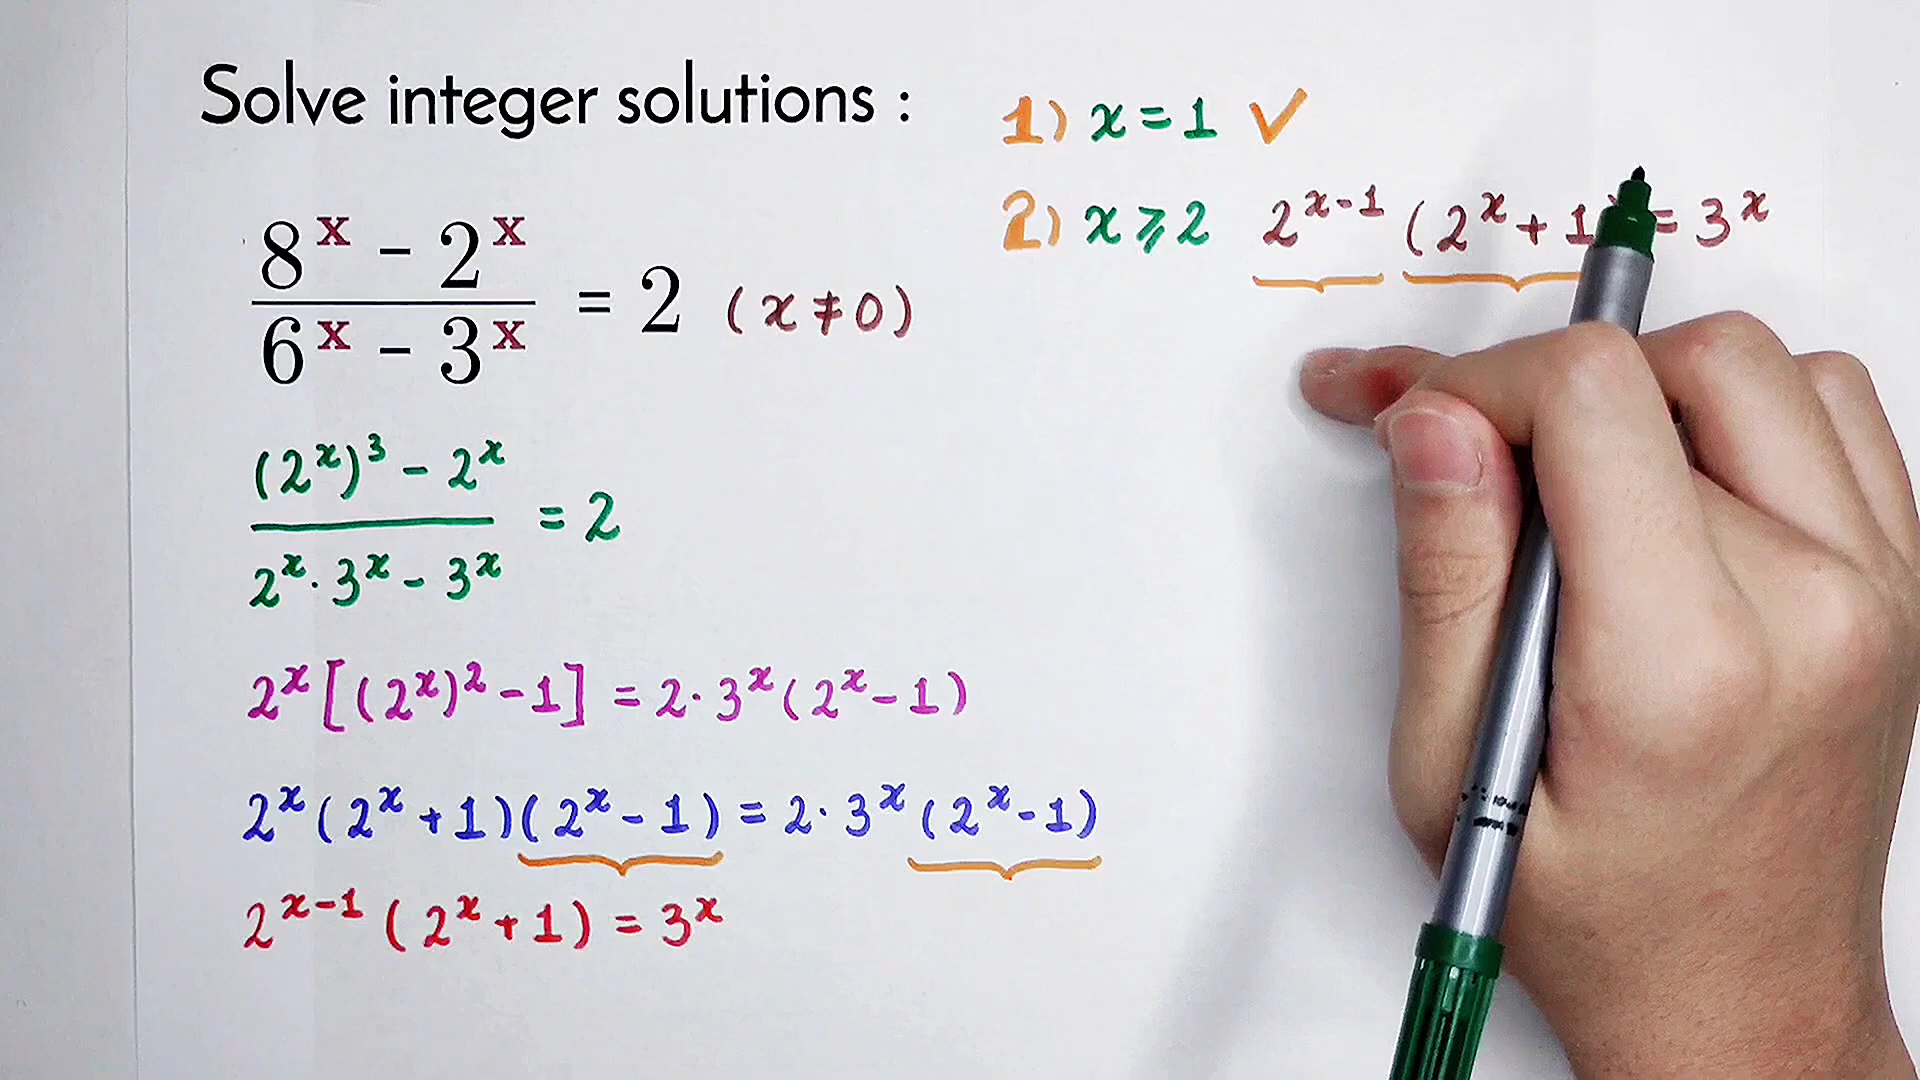 Solve integer solutions :
8^x - 2^x
6^x - 3^x
= 2 (x ≠ 0)
(2^x)^3 - 2^x
2^x · 3^x - 3^x
= 2
2^x [(2^x)^2 - 1] = 2 · 3^x (2^x - 1)
2^x (2^x + 1)(2^x - 1) = 2 · 3^x (2^x - 1)
2^(x-1) (2^x + 1) = 3^x
1) x = 1 ✓
2) x ⩾ 2 2^(x-1) (2^x + 1) = 3^x